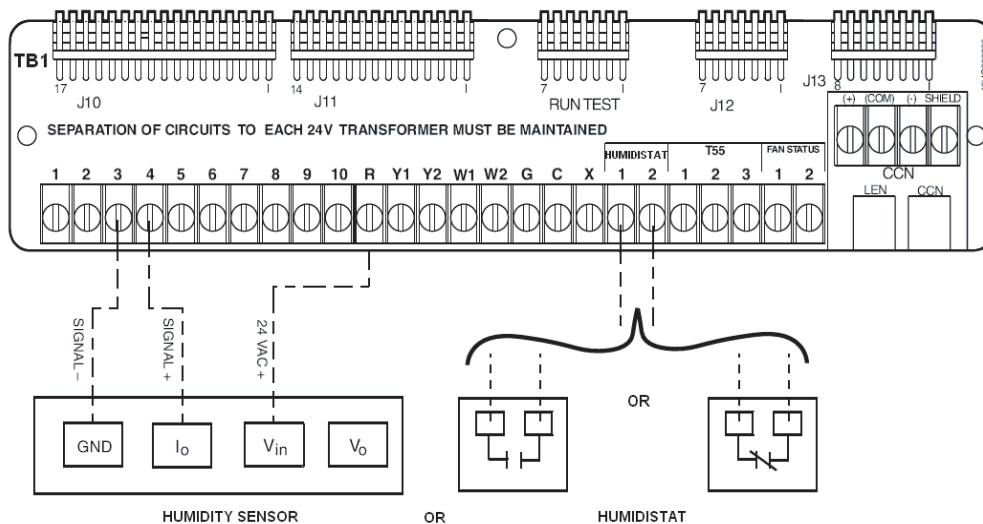 TB1
17 I
J10
14 I
J11
7 I
RUN TEST
7 I
J12
J13
8 I
SEPARATION OF CIRCUITS TO EACH 24V TRANSFORMER MUST BE MAINTAINED
(+) (COM) (-) SHIELD
CCN
LEN CCN
HUMIDISTAT T55 FAN STATUS
1 2 3 4 5 6 7 8 9 10 R Y1 Y2 W1 W2 G C X 1 2 1 2 3 1 2
SIGNAL –
SIGNAL +
24 VAC +
GND Io Vin Vo
OR
HUMIDITY SENSOR OR HUMIDISTAT